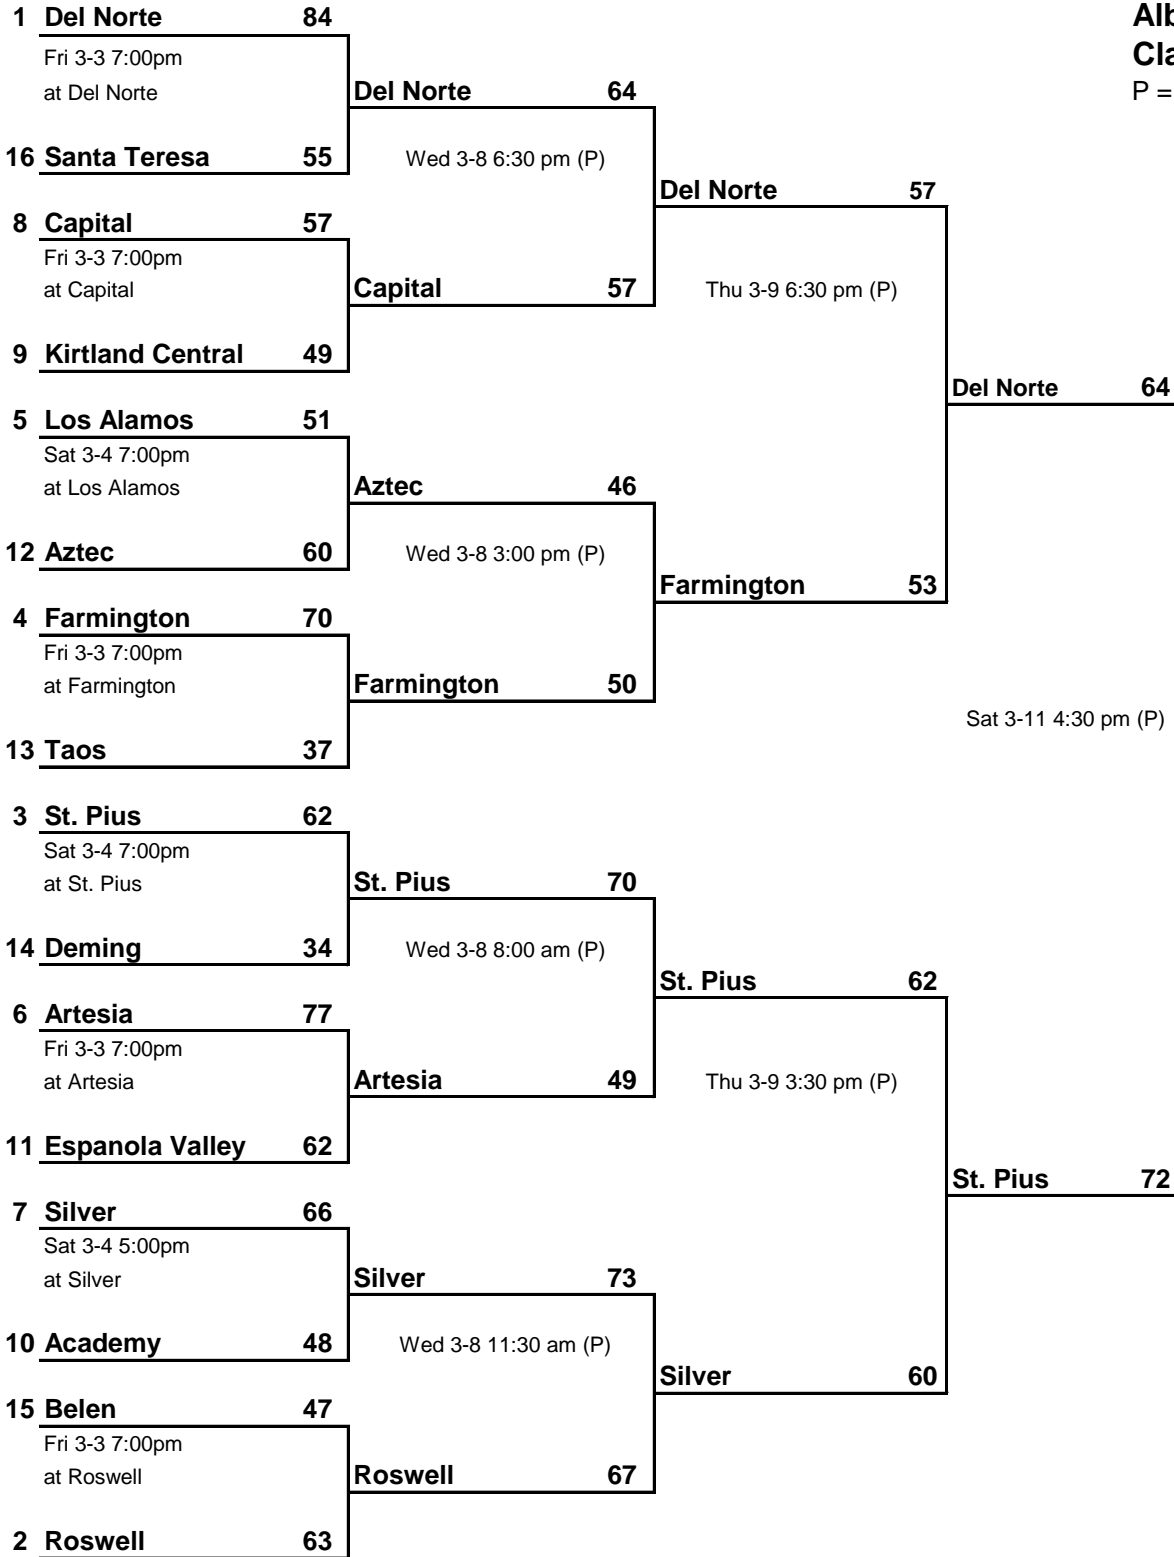 1 Del Norte 84
Alb
Fri 3-3 7:00pm
Cla
at Del Norte
Del Norte 64
P =
16 Santa Teresa 55
Wed 3-8 6:30 pm (P)
Del Norte 57
8 Capital 57
Fri 3-3 7:00pm
at Capital
Capital 57
Thu 3-9 6:30 pm (P)
9 Kirtland Central 49
Del Norte 64
5 Los Alamos 51
Sat 3-4 7:00pm
at Los Alamos
Aztec 46
12 Aztec 60
Wed 3-8 3:00 pm (P)
Farmington 53
4 Farmington 70
Fri 3-3 7:00pm
at Farmington
Farmington 50
Sat 3-11 4:30 pm (P)
13 Taos 37
3 St. Pius 62
Sat 3-4 7:00pm
at St. Pius
St. Pius 70
14 Deming 34
Wed 3-8 8:00 am (P)
St. Pius 62
6 Artesia 77
Fri 3-3 7:00pm
at Artesia
Artesia 49
Thu 3-9 3:30 pm (P)
11 Espanola Valley 62
St. Pius 72
7 Silver 66
Sat 3-4 5:00pm
at Silver
Silver 73
10 Academy 48
Wed 3-8 11:30 am (P)
Silver 60
15 Belen 47
Fri 3-3 7:00pm
at Roswell
Roswell 67
2 Roswell 63